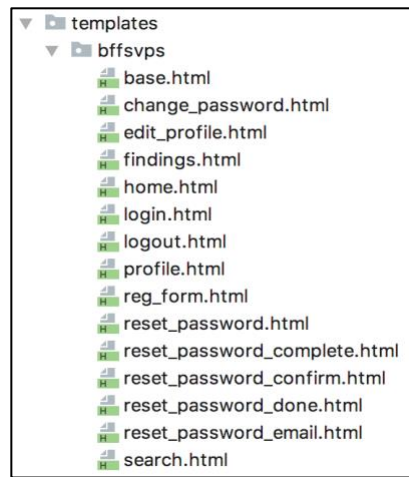 templates
bffsvps
base.html
change_password.html
edit_profile.html
findings.html
home.html
login.html
logout.html
profile.html
reg_form.html
reset_password.html
reset_password_complete.html
reset_password_confirm.html
reset_password_done.html
reset_password_email.html
search.html